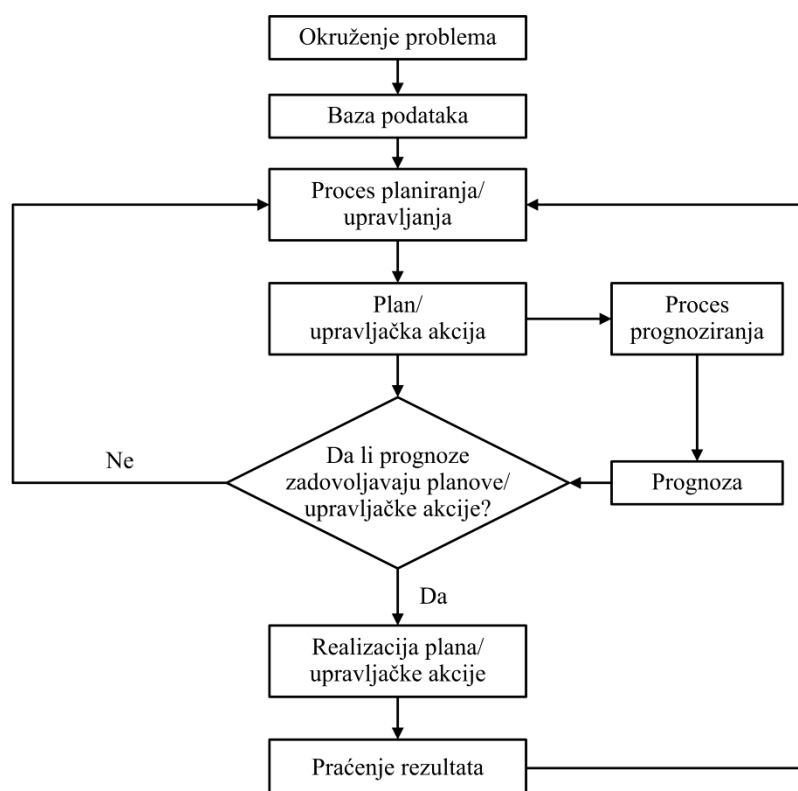 Okruženje problema
Baza podataka
Proces planiranja/
upravljanja
Plan/
upravljačka akcija
Proces
prognoziranja
Da li prognoze
zadovoljavaju planove/
upravljačke akcije?
Ne
Prognoza
Da
Realizacija plana/
upravljačke akcije
Praćenje rezultata